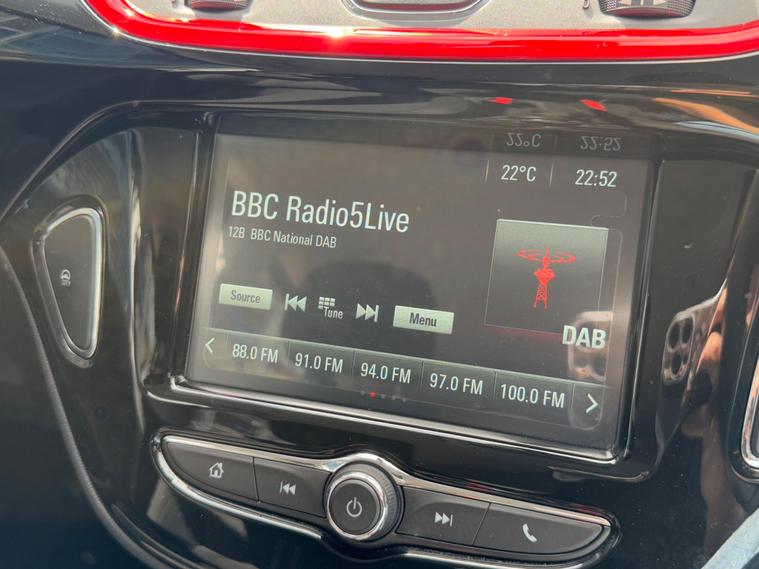 22°C 22:52
BBC Radio5Live
12B BBC National DAB
Source
Tune
Menu
DAB
88.0 FM
91.0 FM
94.0 FM
97.0 FM
100.0 FM